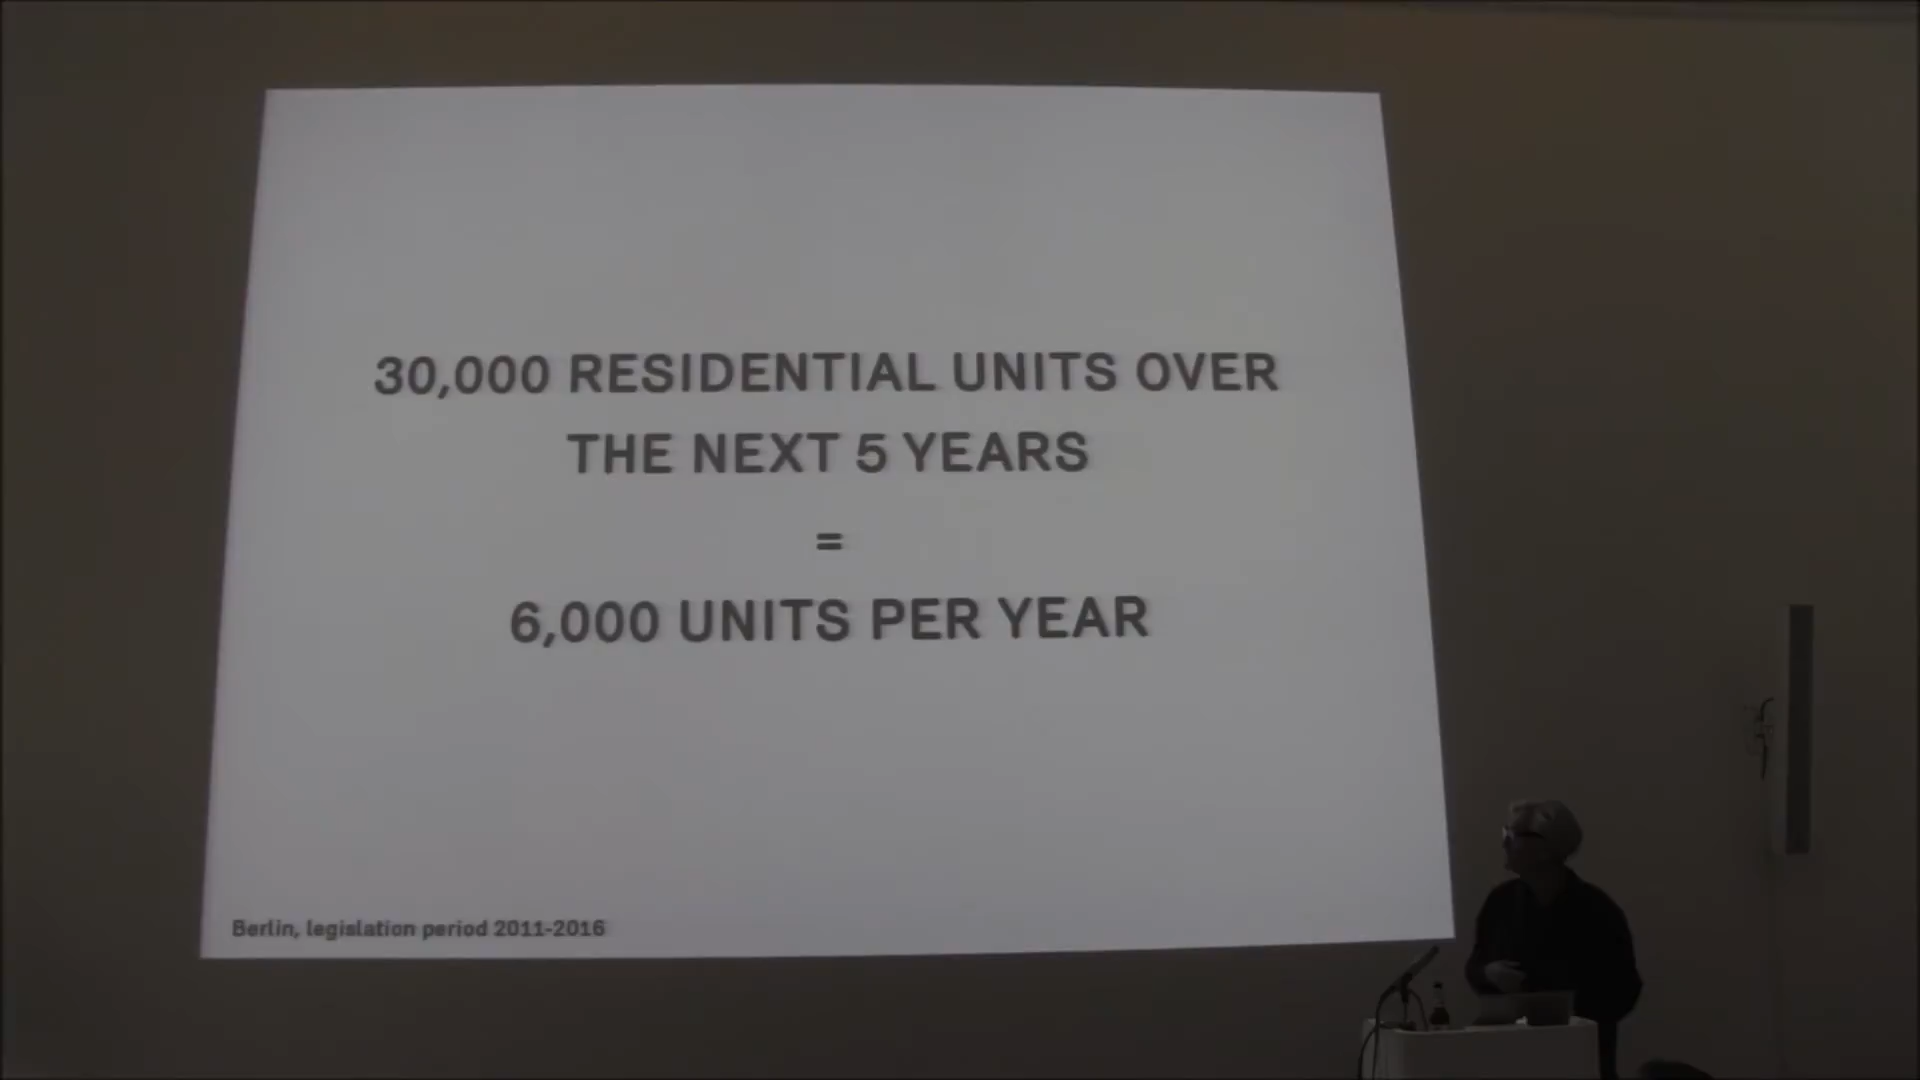 30,000 RESIDENTIAL UNITS OVER
THE NEXT 5 YEARS
=
6,000 UNITS PER YEAR
Berlin, legislation period 2011-2016